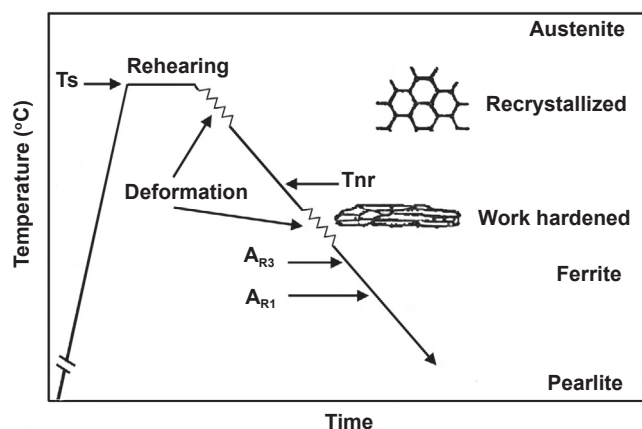 Austenite
Rehearing
Ts
Recrystallized
Tnr
Deformation
Work hardened
AR3
Ferrite
AR1
Pearlite
Temperature (°C)
Time